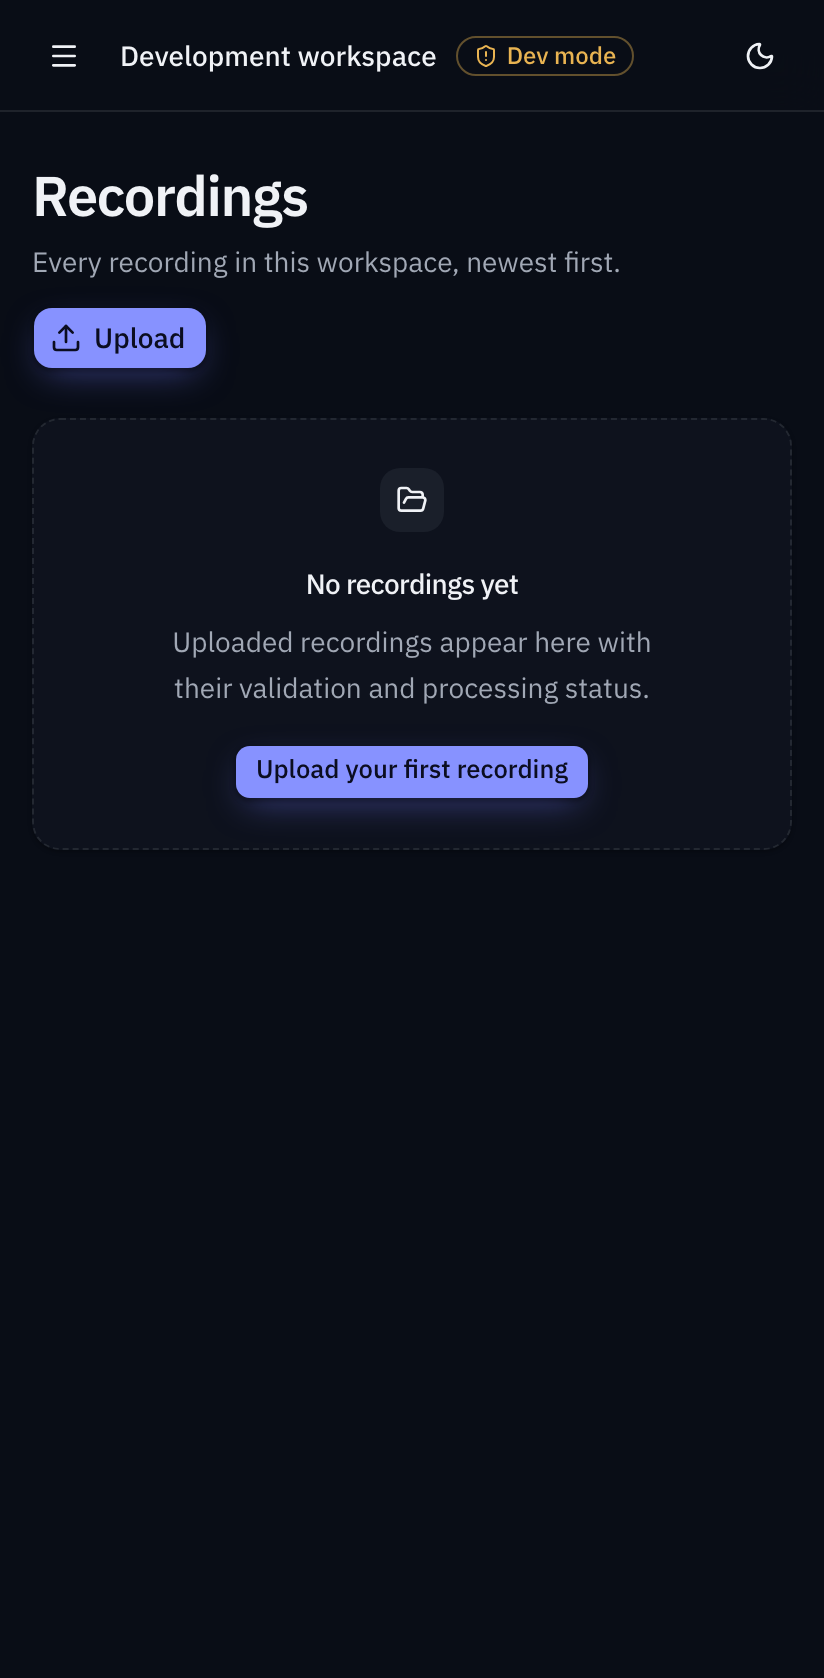 Development workspace
Dev mode
Recordings
Every recording in this workspace, newest first.
Upload
No recordings yet
Uploaded recordings appear here with
their validation and processing status.
Upload your first recording